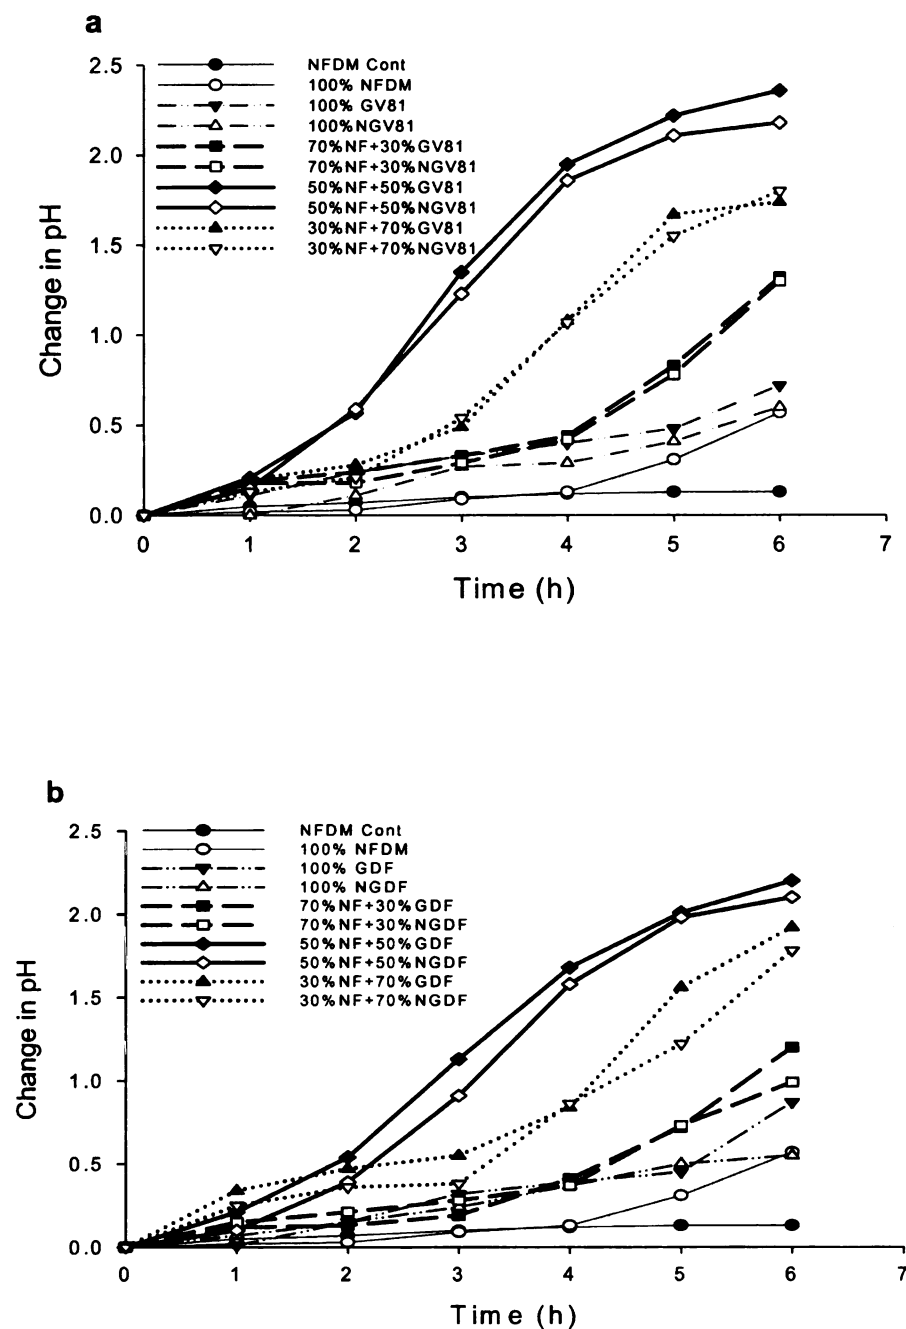 a
2.5
2.0
1.5
1.0
0.5
0.0
Change in pH
NFDM Cont
100% NFDM
100% GV81
100%NGV81
70%NF+30%GV81
70%NF+30%NGV81
50%NF+50%GV81
50%NF+50%NGV81
30%NF+70%GV81
30%NF+70%NGV81
0 1 2 3 4 5 6 7
Time (h)
b
2.5
2.0
1.5
1.0
0.5
0.0
Change in pH
NFDM Cont
100% NFDM
100% GDF
100% NGDF
70%NF+30%GDF
70%NF+30%NGDF
50%NF+50%GDF
50%NF+50%NGDF
30%NF+70%GDF
30%NF+70%NGDF
0 1 2 3 4 5 6 7
Time (h)